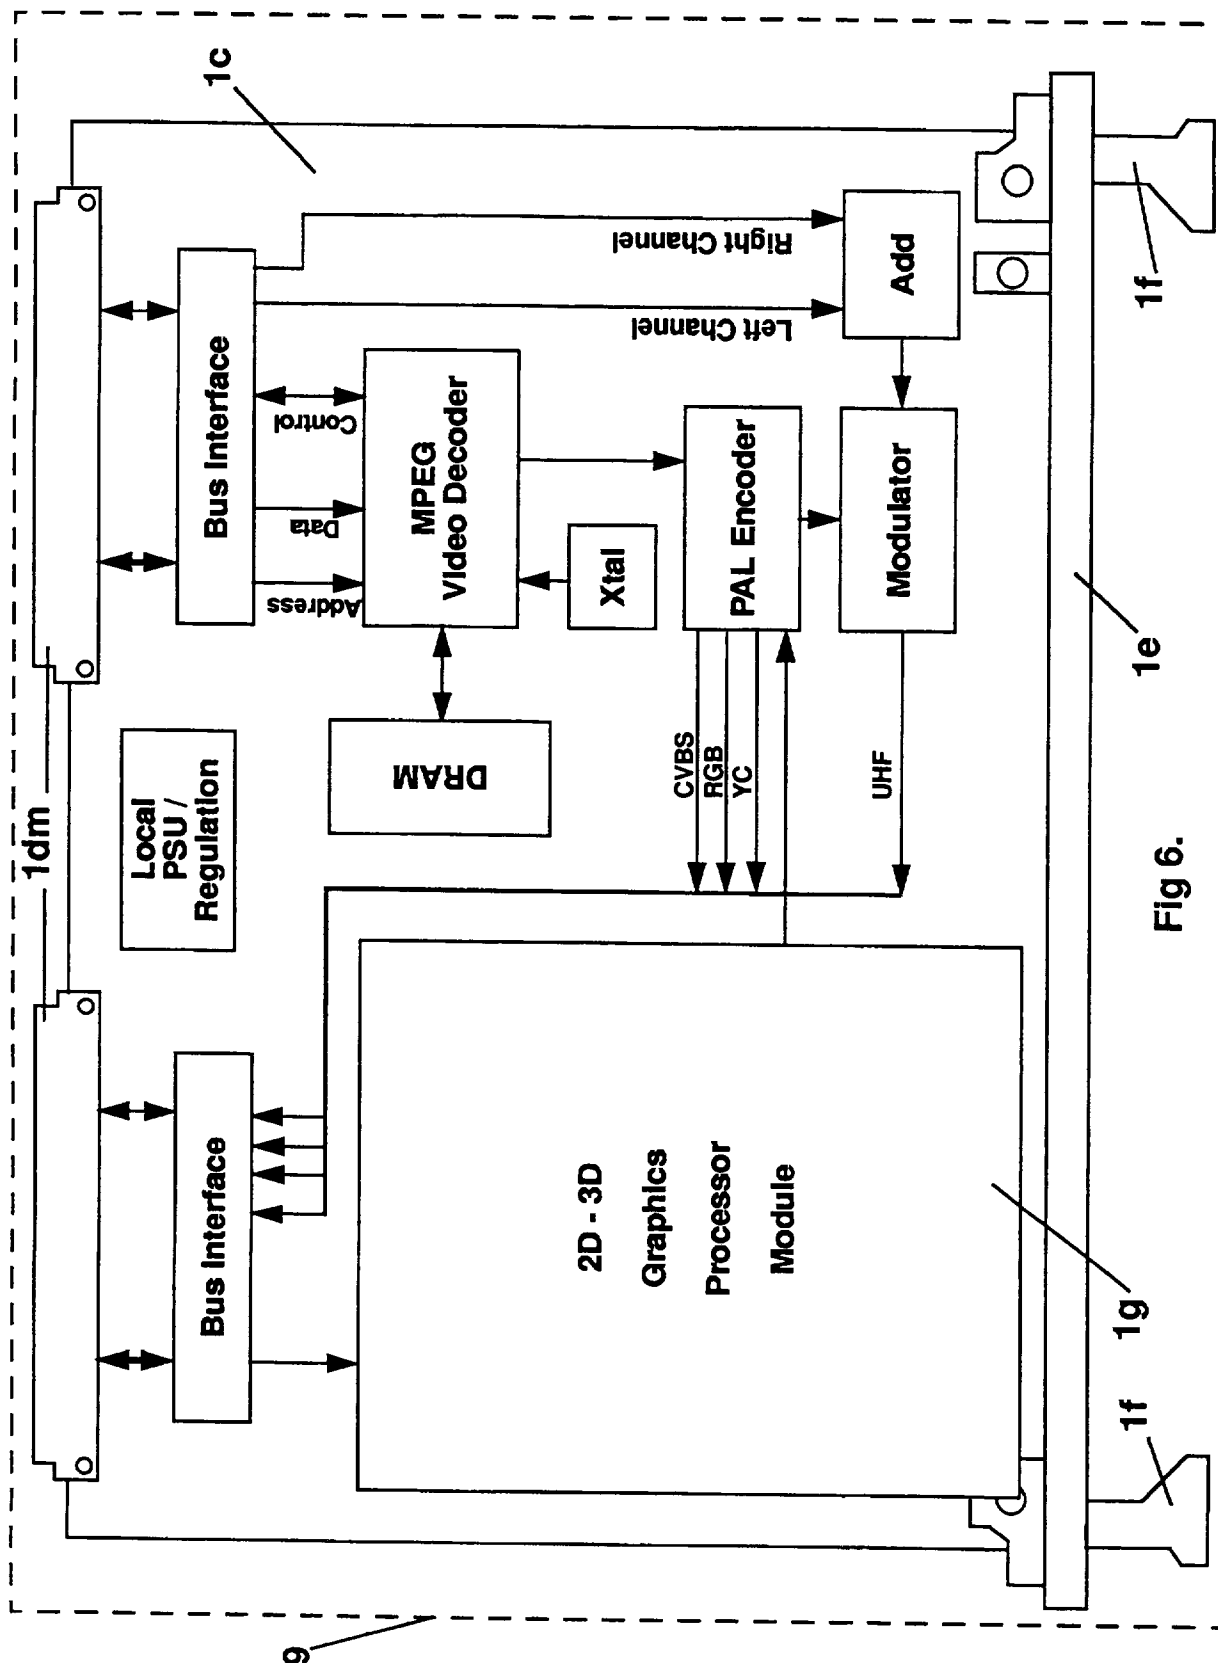 1c
1dm
Local
PSU /
Regulation
Bus Interface
Bus Interface
Address
Data
Control
Left Channel
Right Channel
MPEG
Video Decoder
DRAM
Xtal
PAL Encoder
Add
Modulator
CVBS
RGB
YC
UHF
2D - 3D
Graphics
Processor
Module
1g
1e
1f
1f
9
Fig 6.